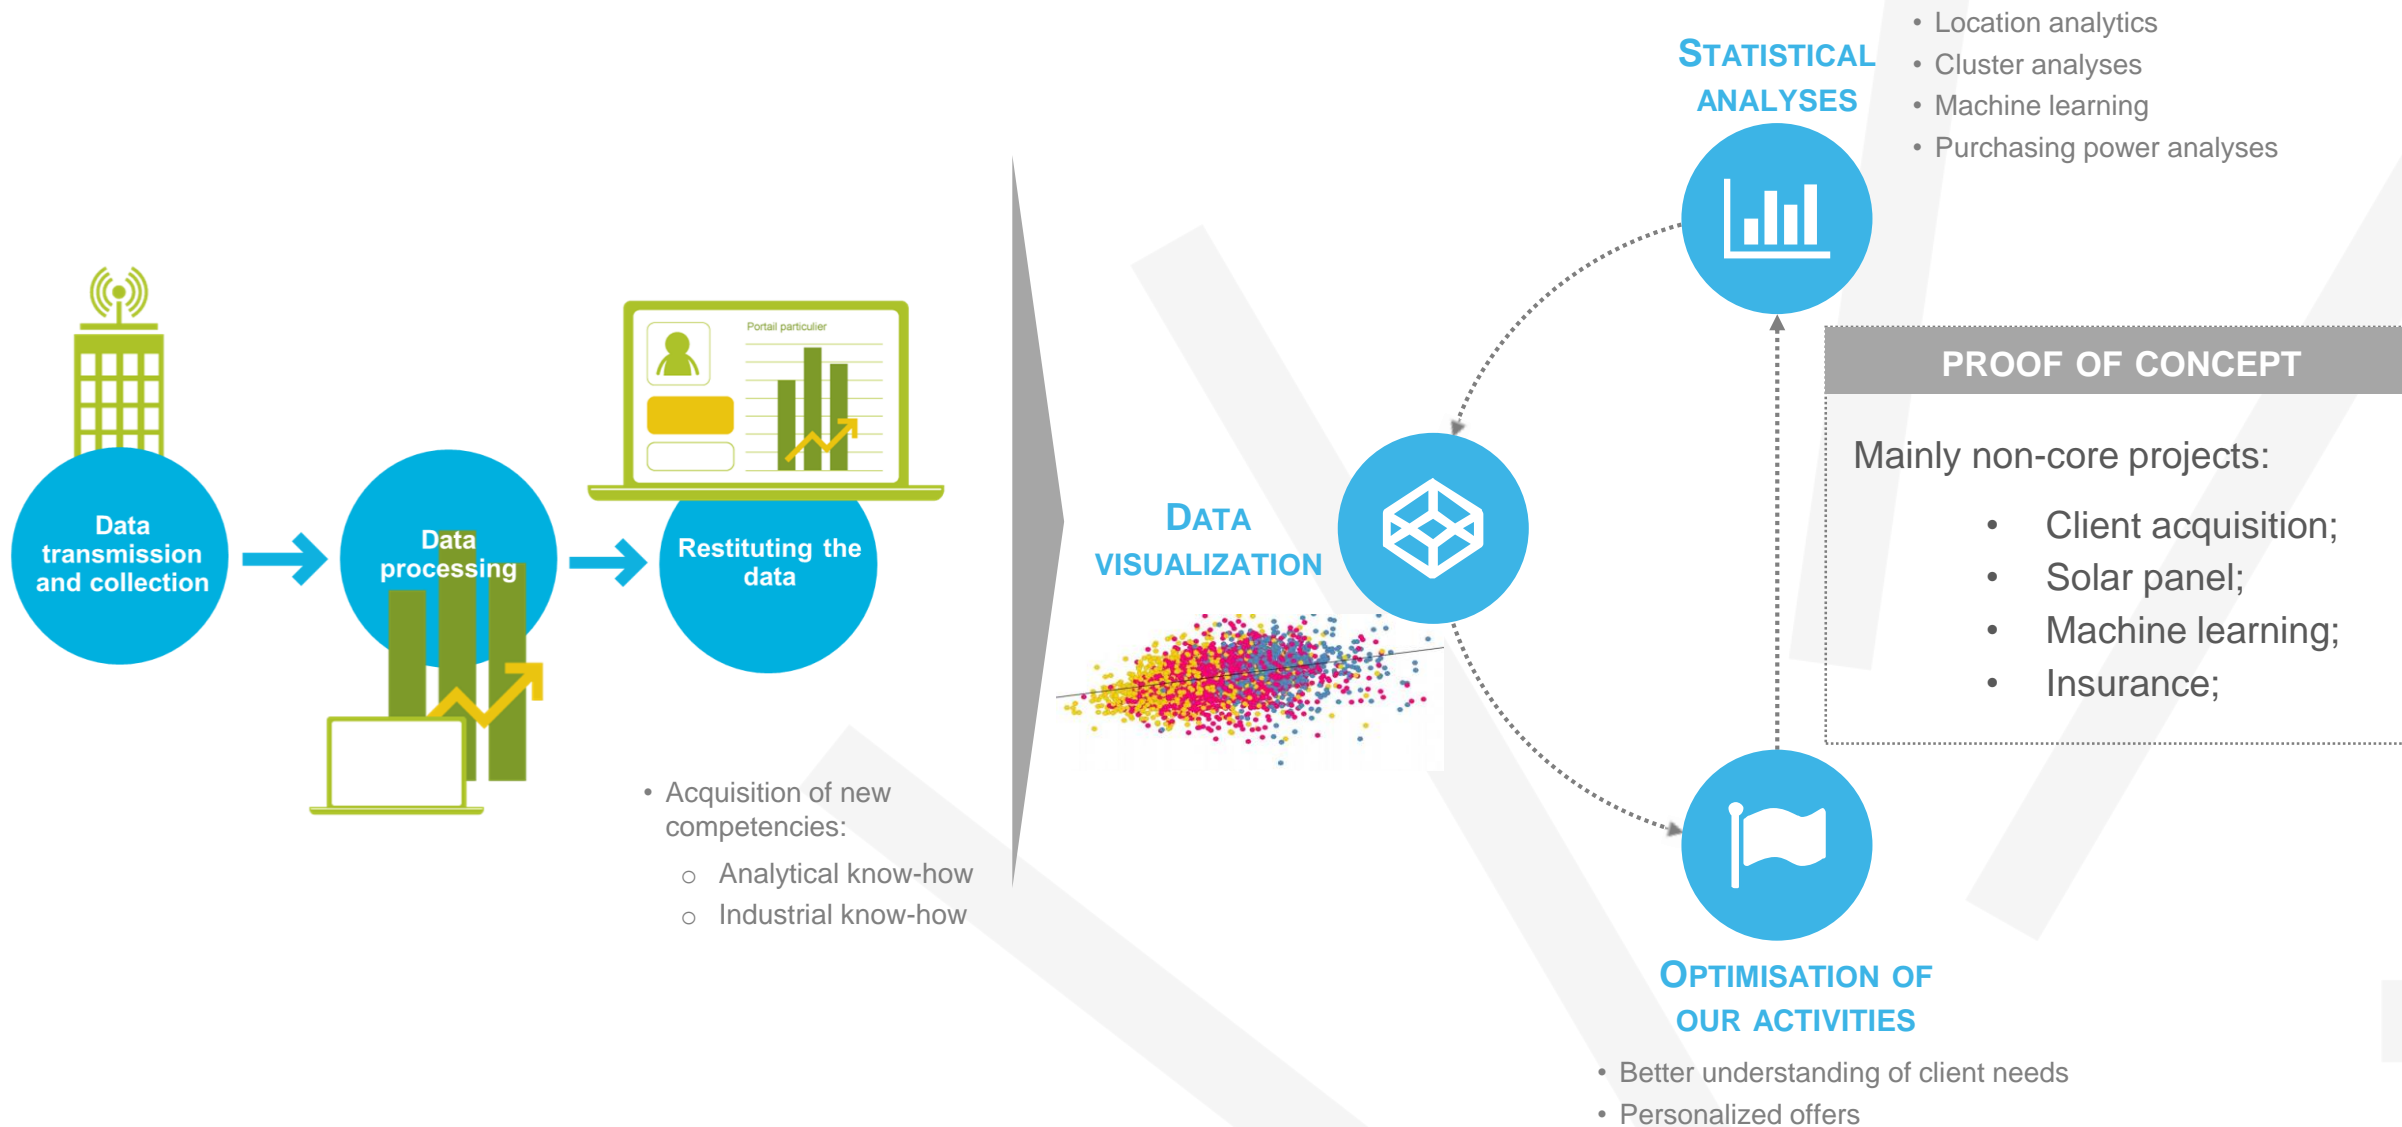 Data
transmission
and collection
Data
processing
Portail particulier
Restituting the
data
• Acquisition of new
competencies:
o Analytical know-how
o Industrial know-how
DATA
VISUALIZATION
STATISTICAL
ANALYSES
• Location analytics
• Cluster analyses
• Machine learning
• Purchasing power analyses
PROOF OF CONCEPT
Mainly non-core projects:
• Client acquisition;
• Solar panel;
• Machine learning;
• Insurance;
OPTIMISATION OF
OUR ACTIVITIES
• Better understanding of client needs
• Personalized offers